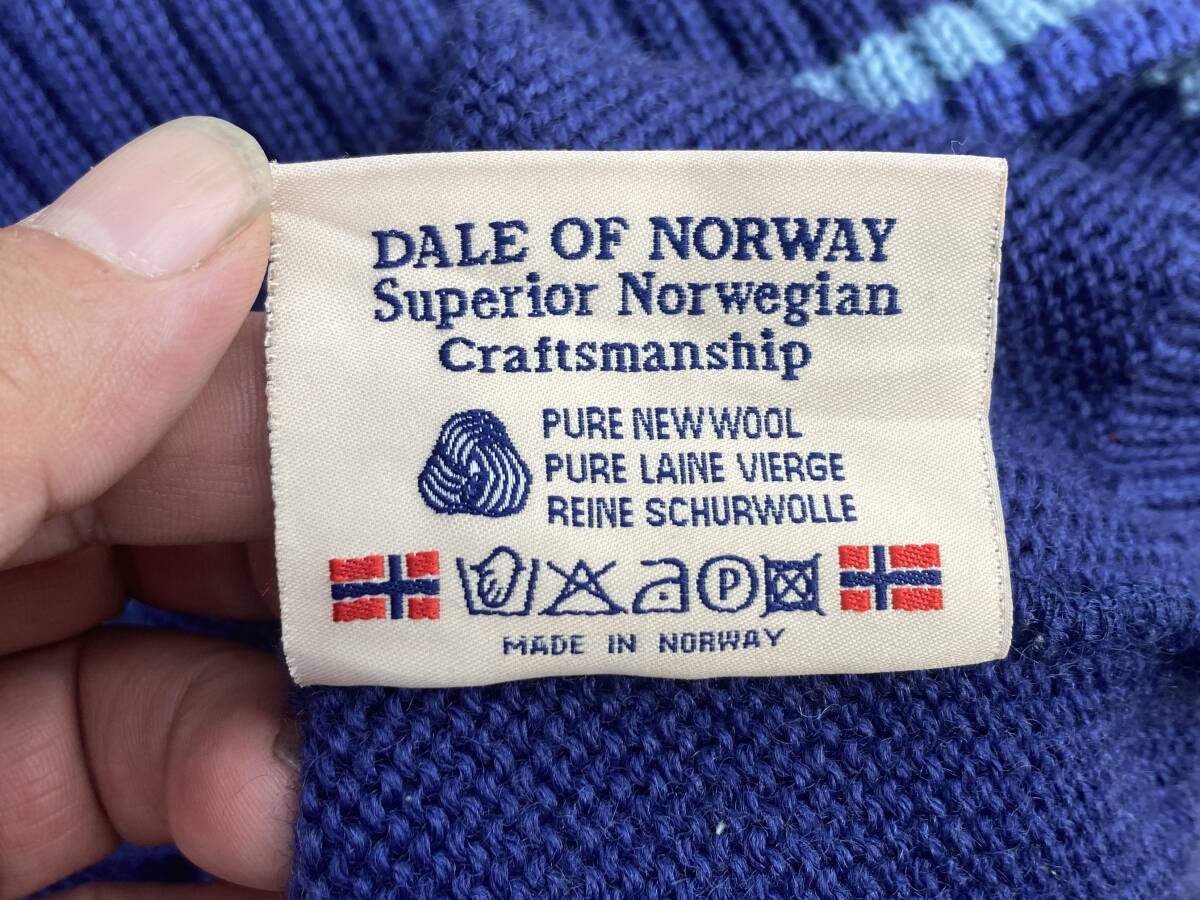 DALE OF NORWAY
Superior Norwegian
Craftsmanship
PURE NEW WOOL
PURE LAINE VIERGE
REINE SCHURWOLLE
P
MADE IN NORWAY